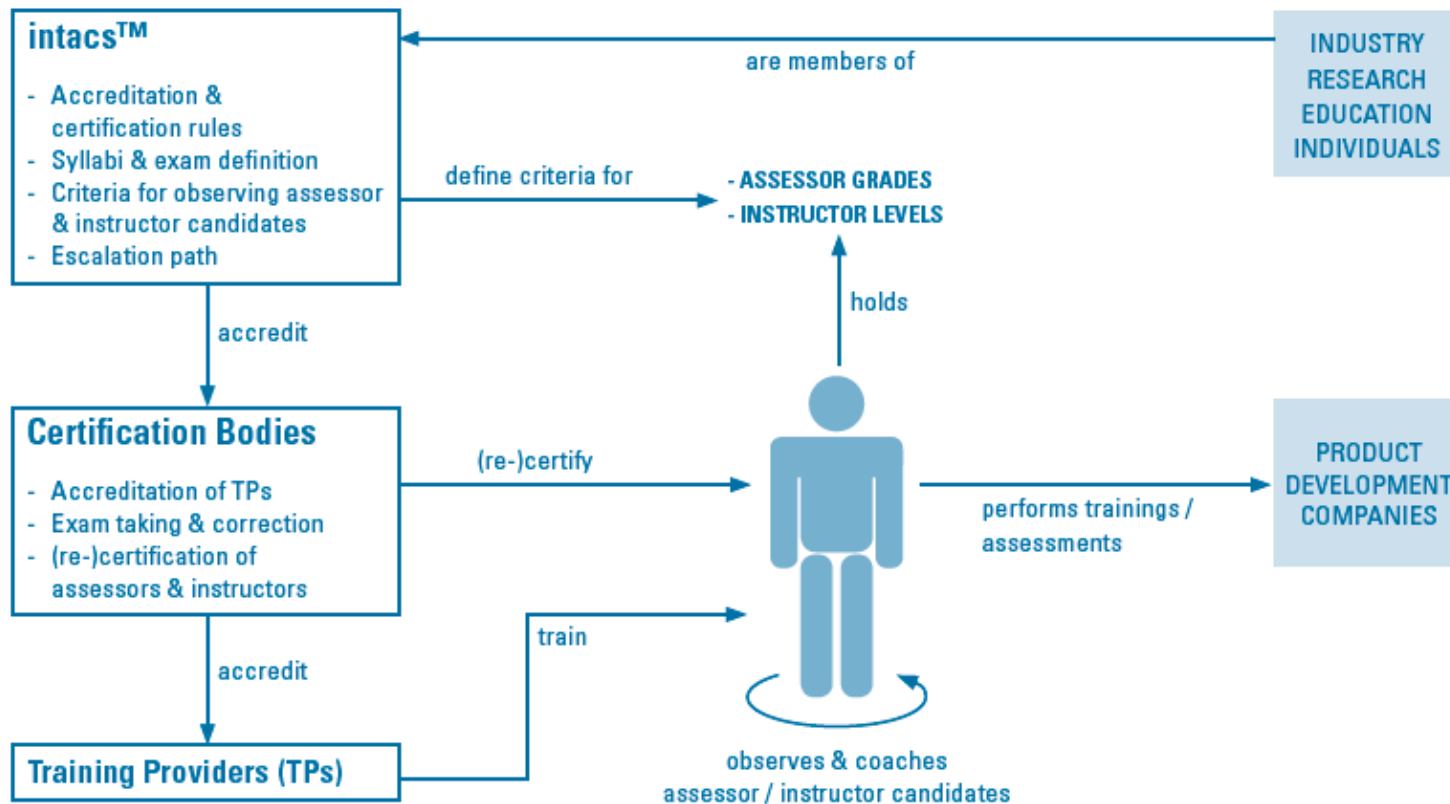 intacs™
- Accreditation &
certification rules
- Syllabi & exam definition
- Criteria for observing assessor
& instructor candidates
- Escalation path
are members of
INDUSTRY
RESEARCH
EDUCATION
INDIVIDUALS
define criteria for
- ASSESSOR GRADES
- INSTRUCTOR LEVELS
holds
accredit
Certification Bodies
- Accreditation of TPs
- Exam taking & correction
- (re-)certification of
assessors & instructors
(re-)certify
performs trainings /
assessments
PRODUCT
DEVELOPMENT
COMPANIES
train
accredit
Training Providers (TPs)
observes & coaches
assessor / instructor candidates